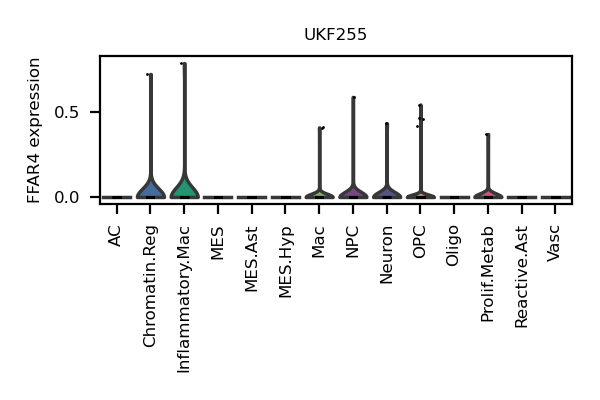 UKF255
FFAR4 expression
0.5
0.0
AC
Chromatin.Reg
Inflammatory.Mac
MES
MES.Ast
MES.Hyp
Mac
NPC
Neuron
OPC
Oligo
Prolif.Metab
Reactive.Ast
Vasc